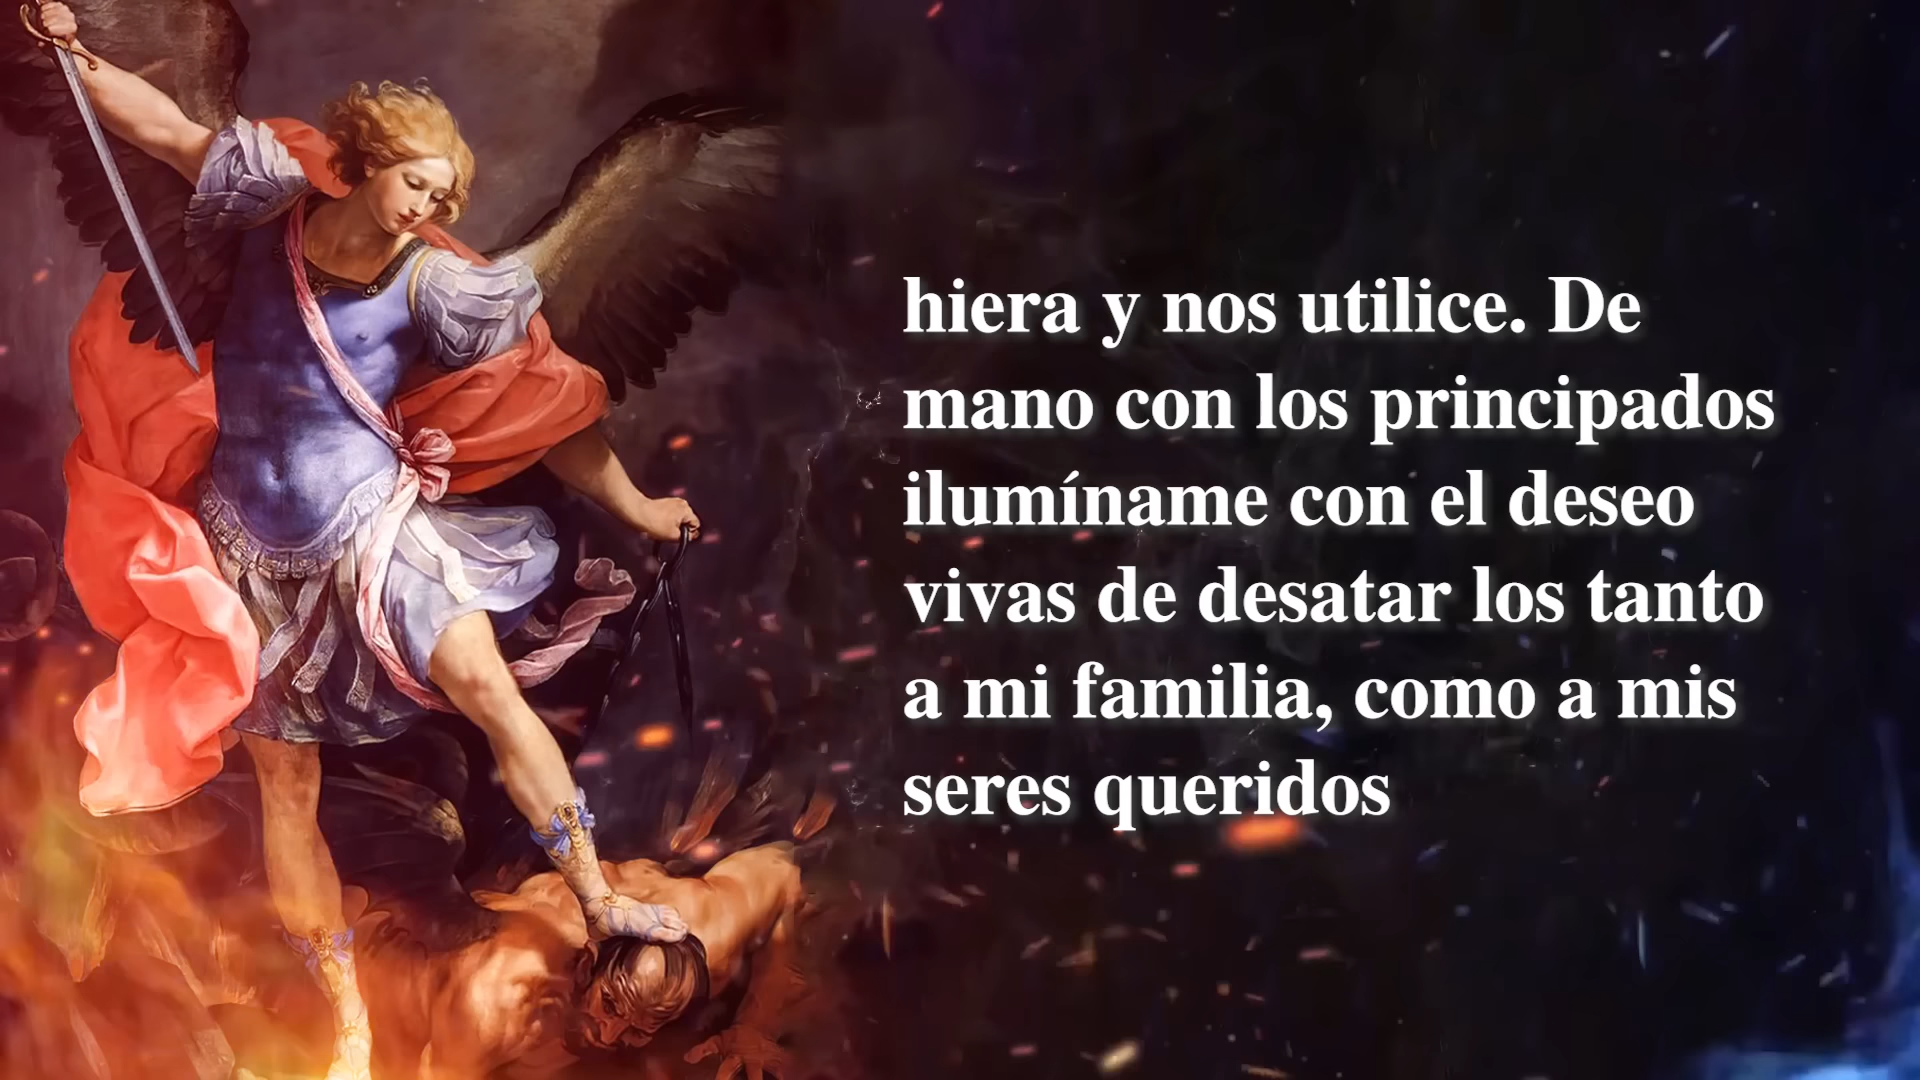 hiera y nos utilice. De
mano con los principados
ilumíname con el deseo
vivas de desatar los tanto
a mi familia, como a mis
seres queridos